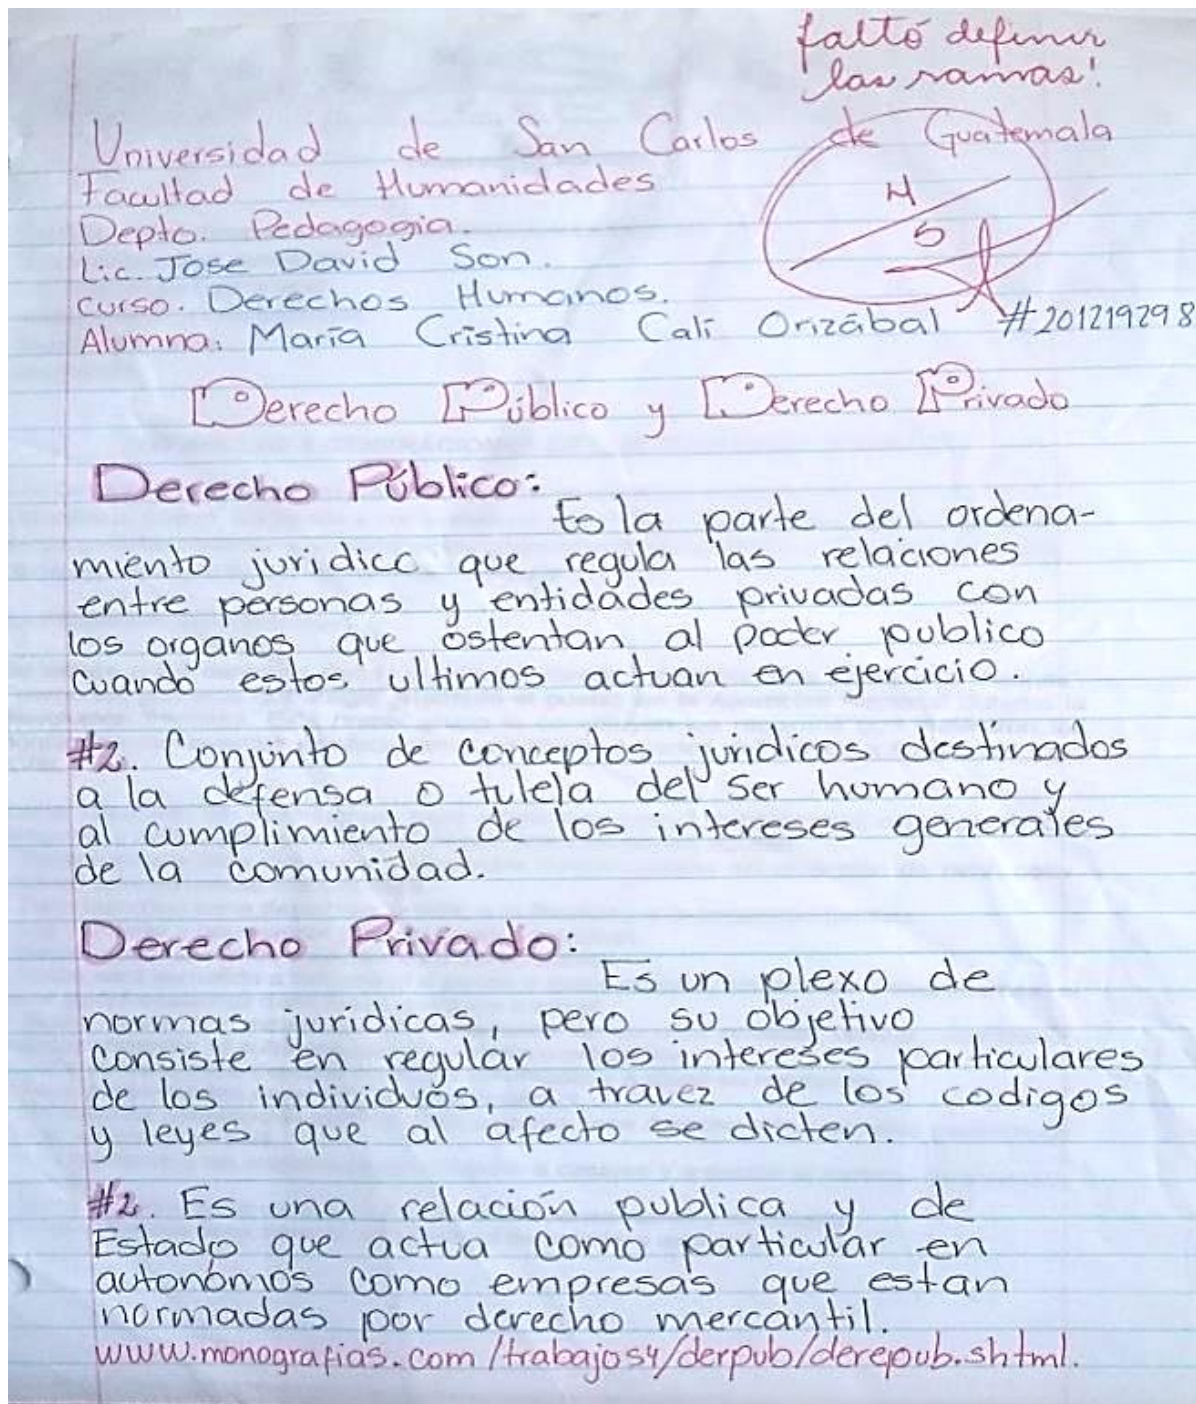 faltó definir
las ramas!
Universidad de San Carlos de Guatemala
Facultad de Humanidades
Depto. Pedagogia.
Lic. Jose David Son.
curso. Derechos Humanos.
Alumna: María Cristina Calí Orizábal #201219298
4
5
Derecho Público y Derecho Privado
Derecho Público:
Es la parte del ordena-
miento juridico que regula las relaciones
entre personas y entidades privadas con
los organos que ostentan al poder publico
cuando estos ultimos actuan en ejercicio.
#2. Conjunto de conceptos juridicos destinados
a la defensa o tulela del ser humano y
al cumplimiento de los intereses generales
de la comunidad.
Derecho Privado:
Es un plexo de
normas juridicas, pero su objetivo
consiste en regular los intereses particulares
de los individuos, a travez de los codigos
y leyes que al afecto se dicten.
#2. Es una relación publica y de
Estado que actua como particular en
autonómos como empresas que estan
normadas por derecho mercantil.
www.monografias.com/trabajos4/derpub/derepub.shtml.